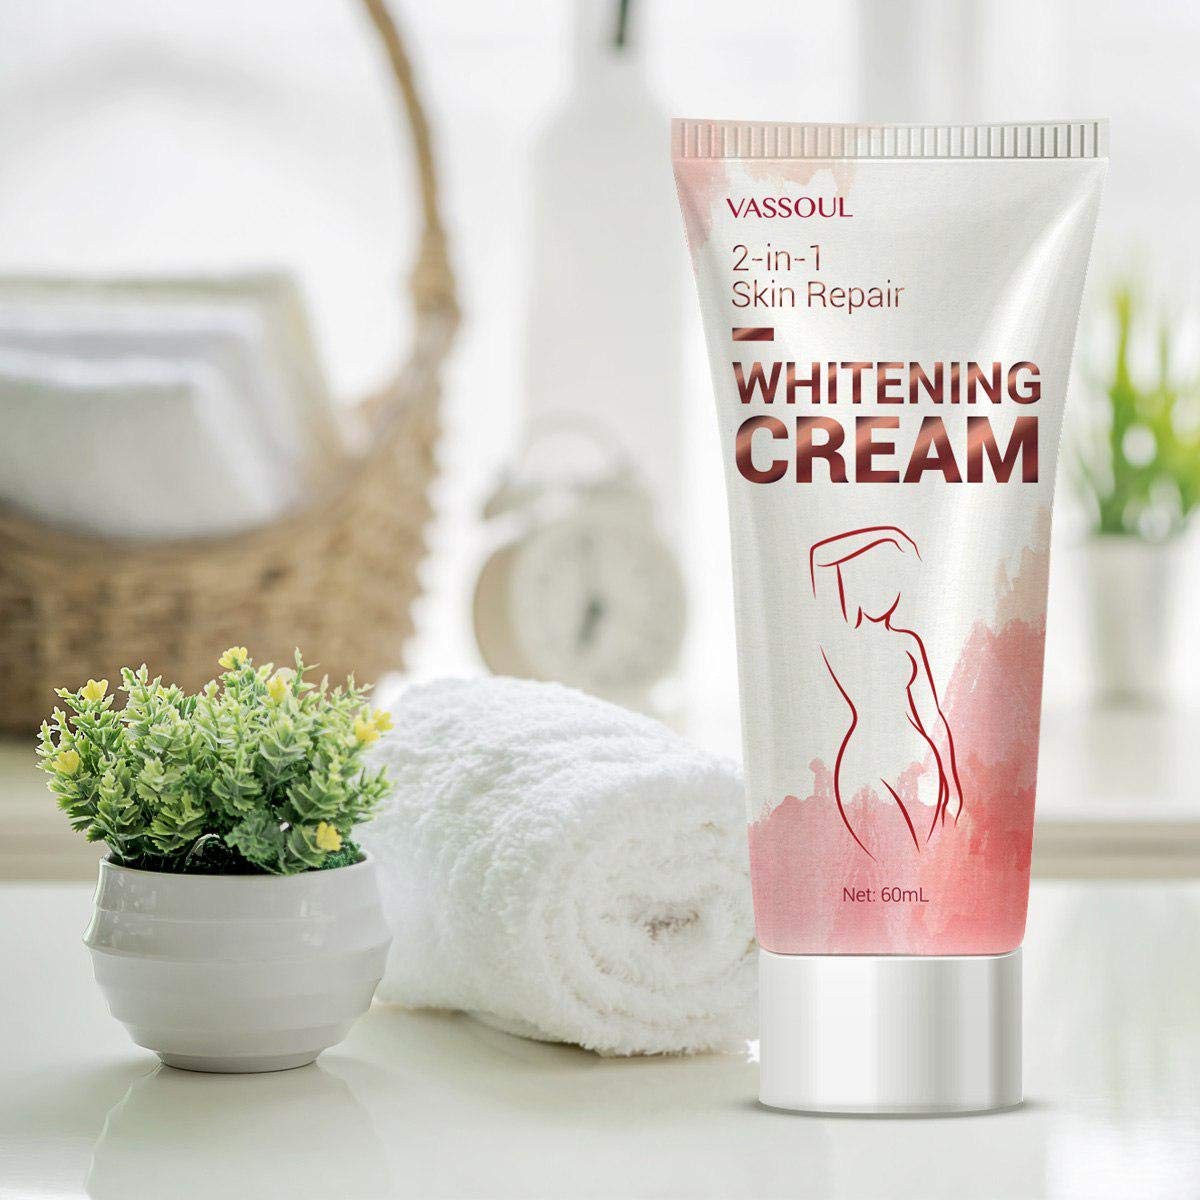 VASSOUL
2-in-1
Skin Repair
WHITENING
CREAM
Net: 60mL